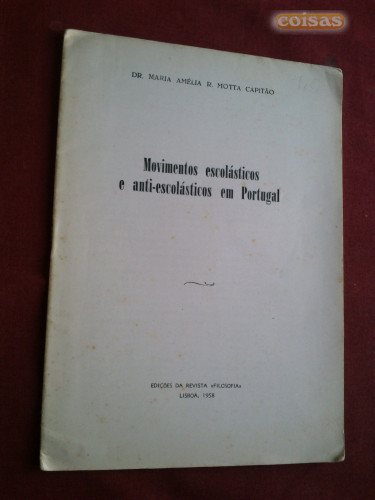 coisas
DR. MARIA AMÉLIA R. MOTTA CAPITÃO
Movimentos escolásticos
e anti-escolásticos em Portugal
EDIÇÕES DA REVISTA «FILOSOFIA»
LISBOA, 1959